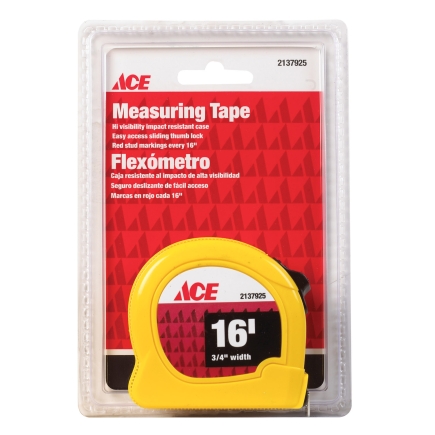 2137925
ACE
Measuring Tape
Hi visibility impact resistant case
Easy access sliding thumb lock
Red stud markings every 16"
Flexómetro
Caja resistente al impacto de alta visibilidad
Seguro deslizante de fácil acceso
Marcas en rojo cada 16"
ACE
2137925
16'
3/4" width